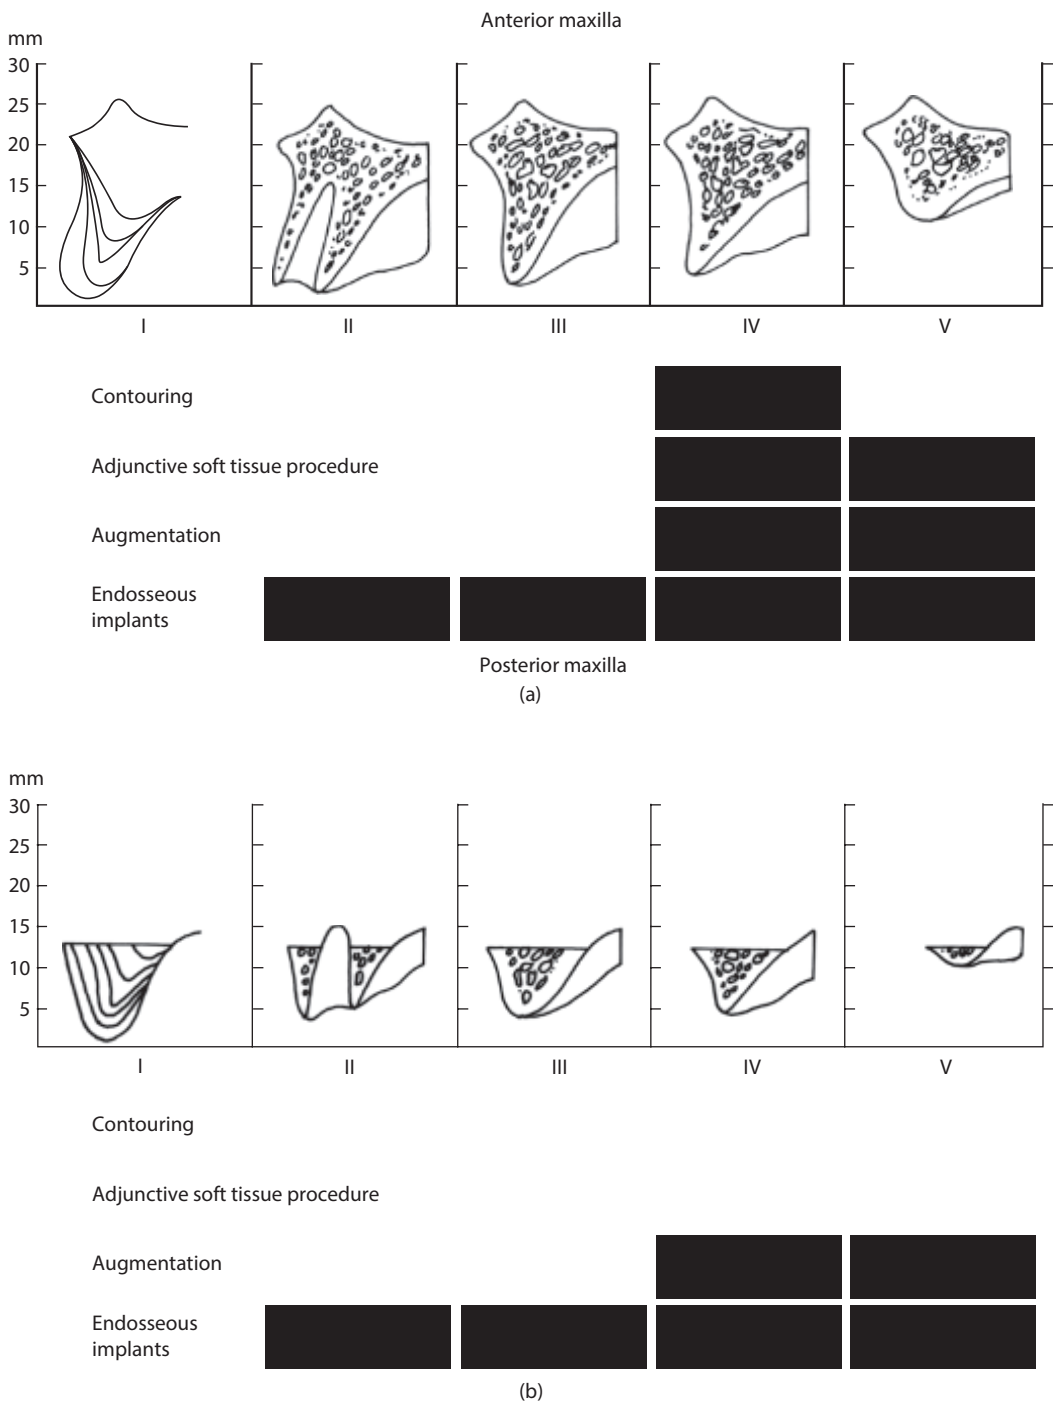 Anterior maxilla
mm
30
25
20
15
10
5
I II III IV V
Contouring
Adjunctive soft tissue procedure
Augmentation
Endosseous
implants
Posterior maxilla
(a)
mm
30
25
20
15
10
5
I II III IV V
Contouring
Adjunctive soft tissue procedure
Augmentation
Endosseous
implants
(b)